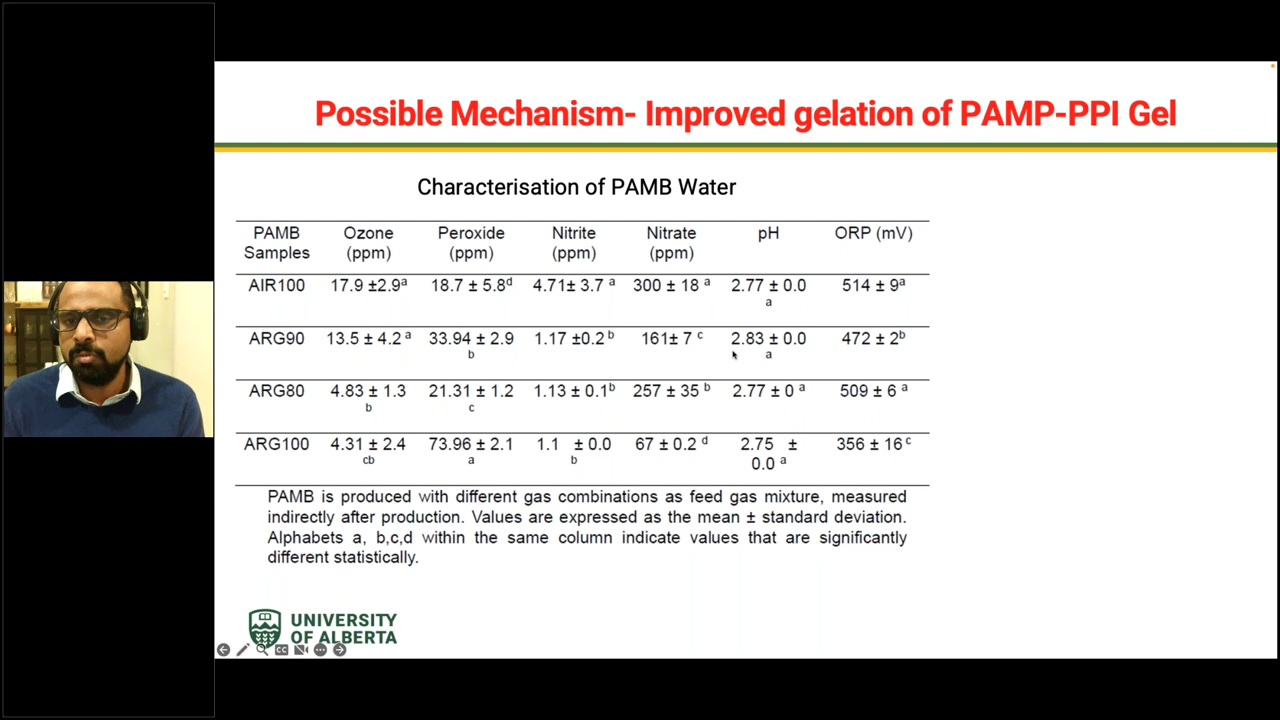 Possible Mechanism- Improved gelation of PAMP-PPI Gel
Characterisation of PAMB Water
PAMB Samples Ozone (ppm) Peroxide (ppm) Nitrite (ppm) Nitrate (ppm) pH ORP (mV)
AIR100 17.9 ±2.9a 18.7 ± 5.8d 4.71± 3.7 a 300 ± 18 a 2.77 ± 0.0 a 514 ± 9a
ARG90 13.5 ± 4.2 a 33.94 ± 2.9 b 1.17 ±0.2 b 161± 7 c 2.83 ± 0.0 a 472 ± 2b
ARG80 4.83 ± 1.3 b 21.31 ± 1.2 c 1.13 ± 0.1b 257 ± 35 b 2.77 ± 0 a 509 ± 6 a
ARG100 4.31 ± 2.4 cb 73.96 ± 2.1 a 1.1 ± 0.0 b 67 ± 0.2 d 2.75 ± 0.0 a 356 ± 16 c
PAMB is produced with different gas combinations as feed gas mixture, measured
indirectly after production. Values are expressed as the mean ± standard deviation.
Alphabets a, b,c,d within the same column indicate values that are significantly
different statistically.
UNIVERSITY
OF ALBERTA